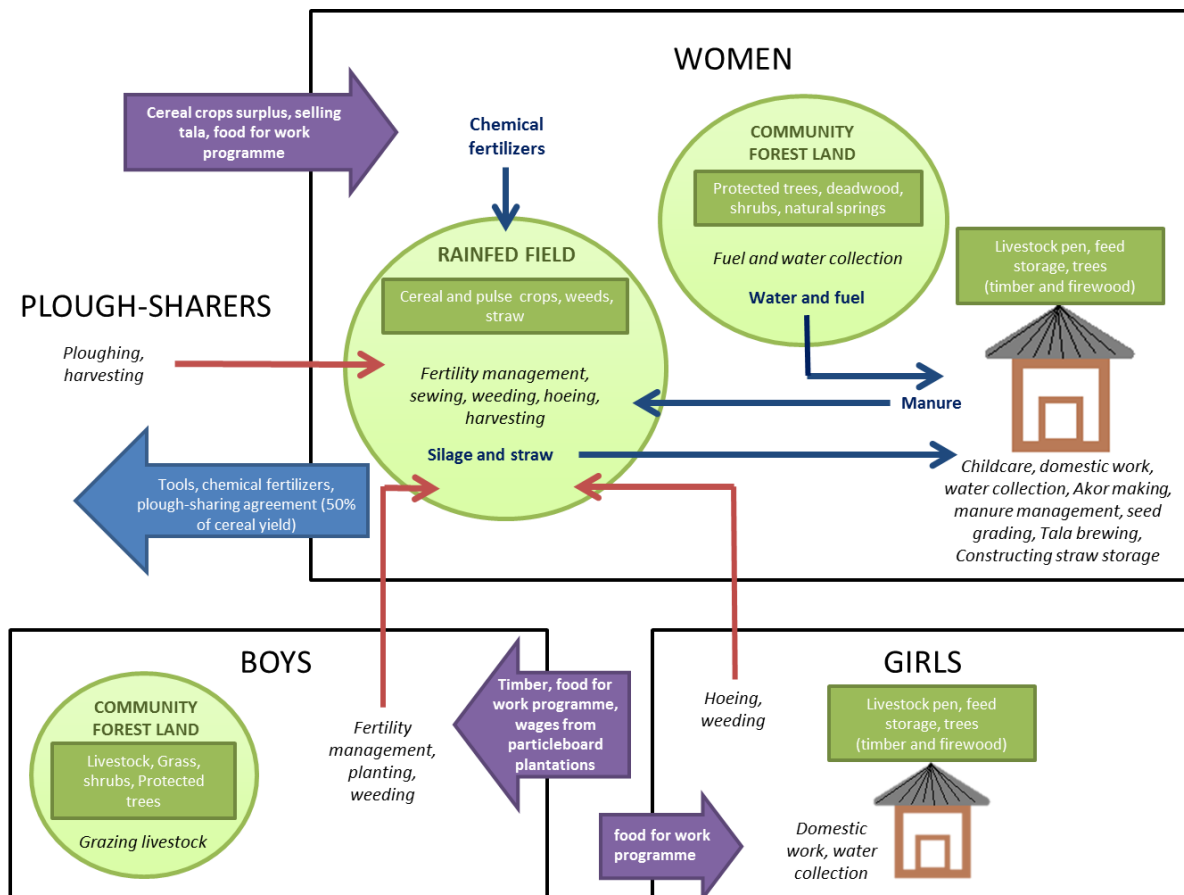 WOMEN
Cereal crops surplus, selling
tala, food for work
programme
Chemical
fertilizers
COMMUNITY
FOREST LAND
Protected trees, deadwood,
shrubs, natural springs
Fuel and water collection
Water and fuel
Livestock pen, feed
storage, trees
(timber and firewood)
RAINFED FIELD
Cereal and pulse crops, weeds,
straw
Fertility management,
sewing, weeding, hoeing,
harvesting
Silage and straw
Manure
PLOUGH-SHARERS
Ploughing,
harvesting
Tools, chemical fertilizers,
plough-sharing agreement (50%
of cereal yield)
Childcare, domestic work,
water collection, Akor making,
manure management, seed
grading, Tala brewing,
Constructing straw storage
BOYS
COMMUNITY
FOREST LAND
Livestock, Grass,
shrubs, Protected
trees
Grazing livestock
Fertility
management,
planting,
weeding
Timber, food for
work programme,
wages from
particleboard
plantations
GIRLS
Hoeing,
weeding
Livestock pen, feed
storage, trees
(timber and firewood)
food for work
programme
Domestic
work, water
collection